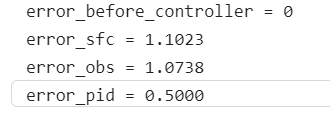 error_before_controller = 0
error_sfc = 1.1023
error_obs = 1.0738
error_pid = 0.5000